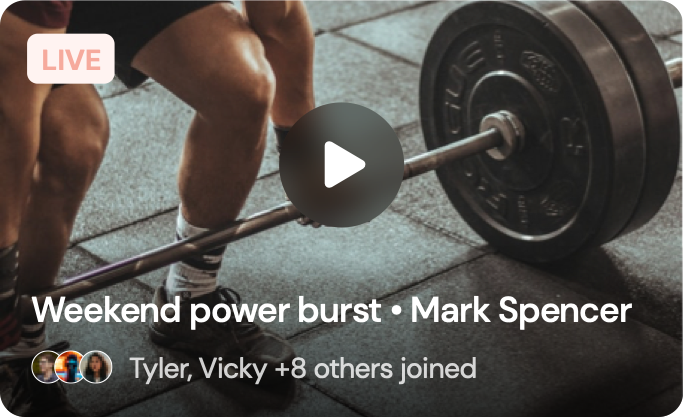 LIVE
Weekend power burst • Mark Spencer
Tyler, Vicky +8 others joined